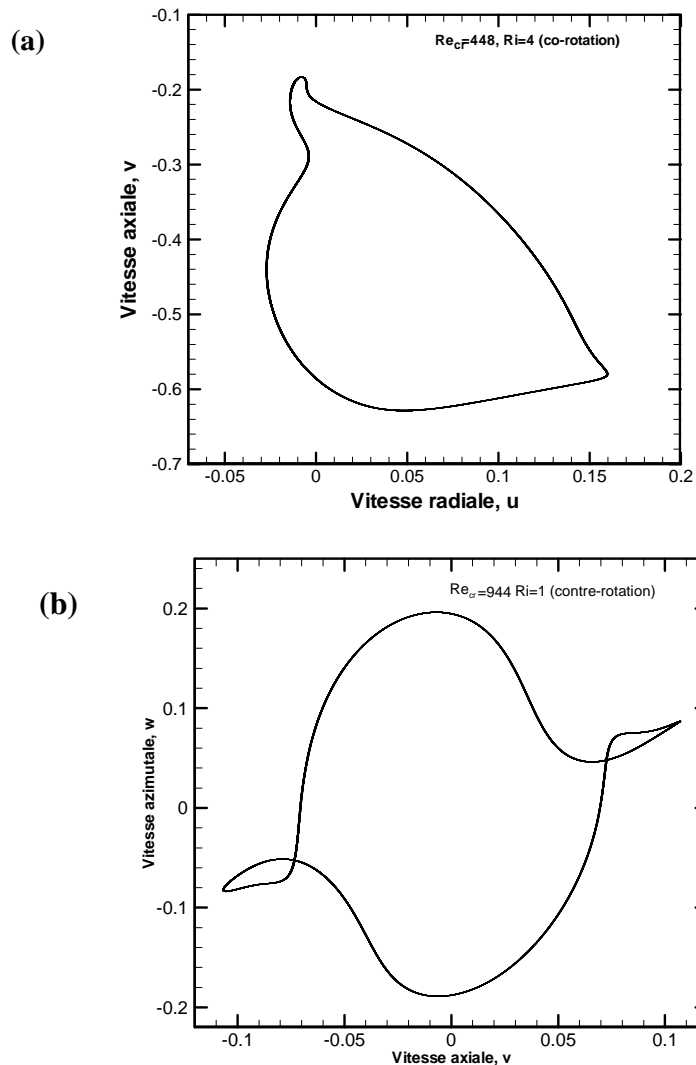 (a)
Re_cr=448, Ri=4 (co-rotation)
-0.1
-0.2
-0.3
-0.4
-0.5
-0.6
-0.7
Vitesse axiale, v
-0.05
0
0.05
0.1
0.15
0.2
Vitesse radiale, u
(b)
Re_cr=944 Ri=1 (contre-rotation)
0.2
0.1
0
-0.1
-0.2
Vitesse azimutale, w
-0.1
-0.05
0
0.05
0.1
Vitesse axiale, v